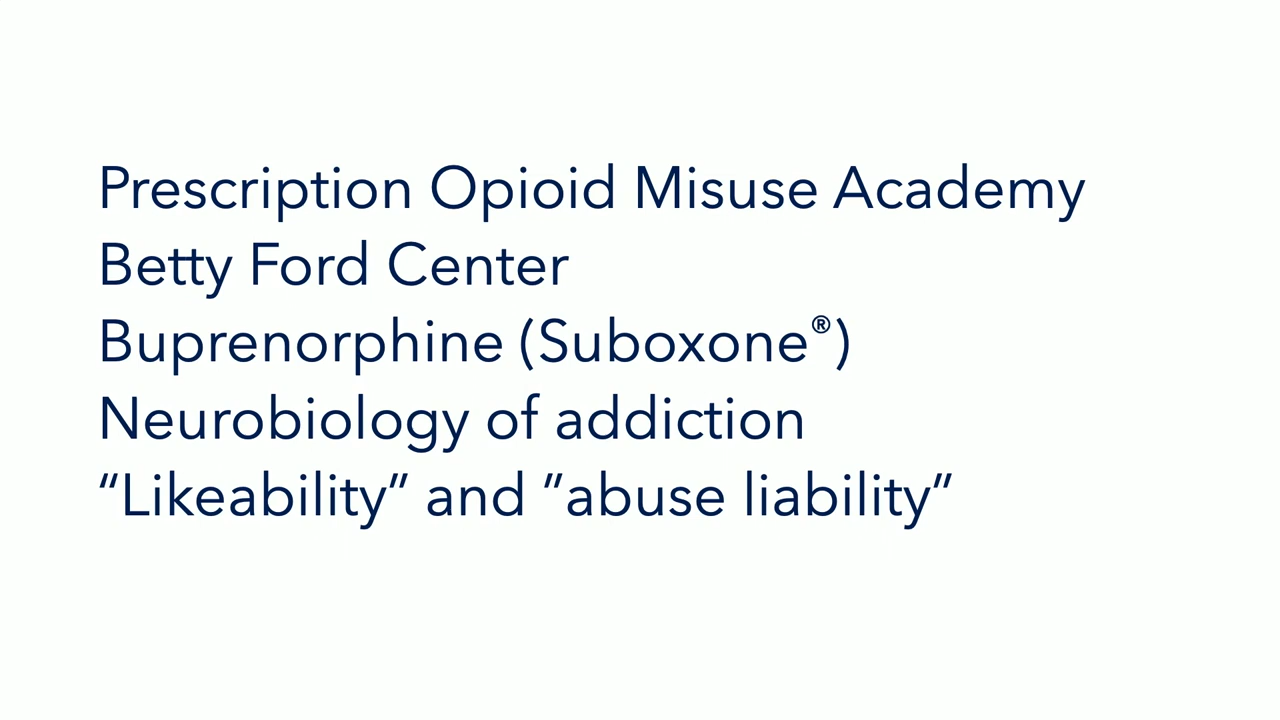 Prescription Opioid Misuse Academy
Betty Ford Center
Buprenorphine (Suboxone®)
Neurobiology of addiction
“Likeability” and ”abuse liability”